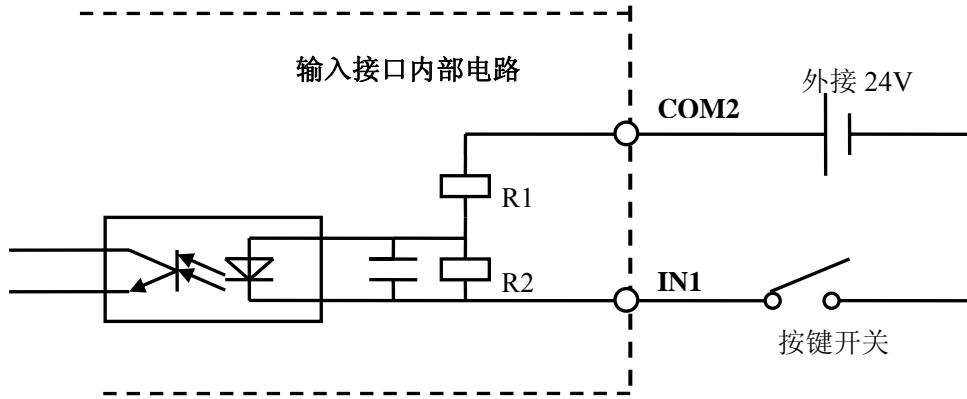 输入接口内部电路
外接 24V
COM2
R1
R2
IN1
按键开关